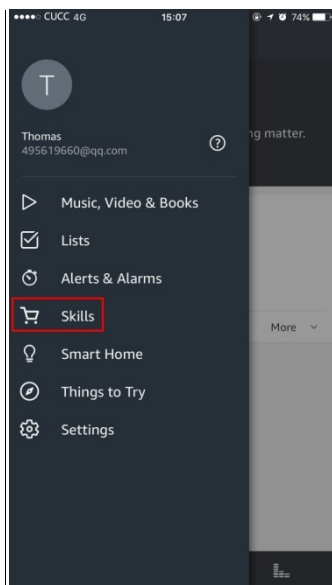 CUCC 4G 15:07 74%
T
Thomas
495619660@qq.com
ng matter.
Music, Video & Books
Lists
Alerts & Alarms
Skills
More
Smart Home
Things to Try
Settings